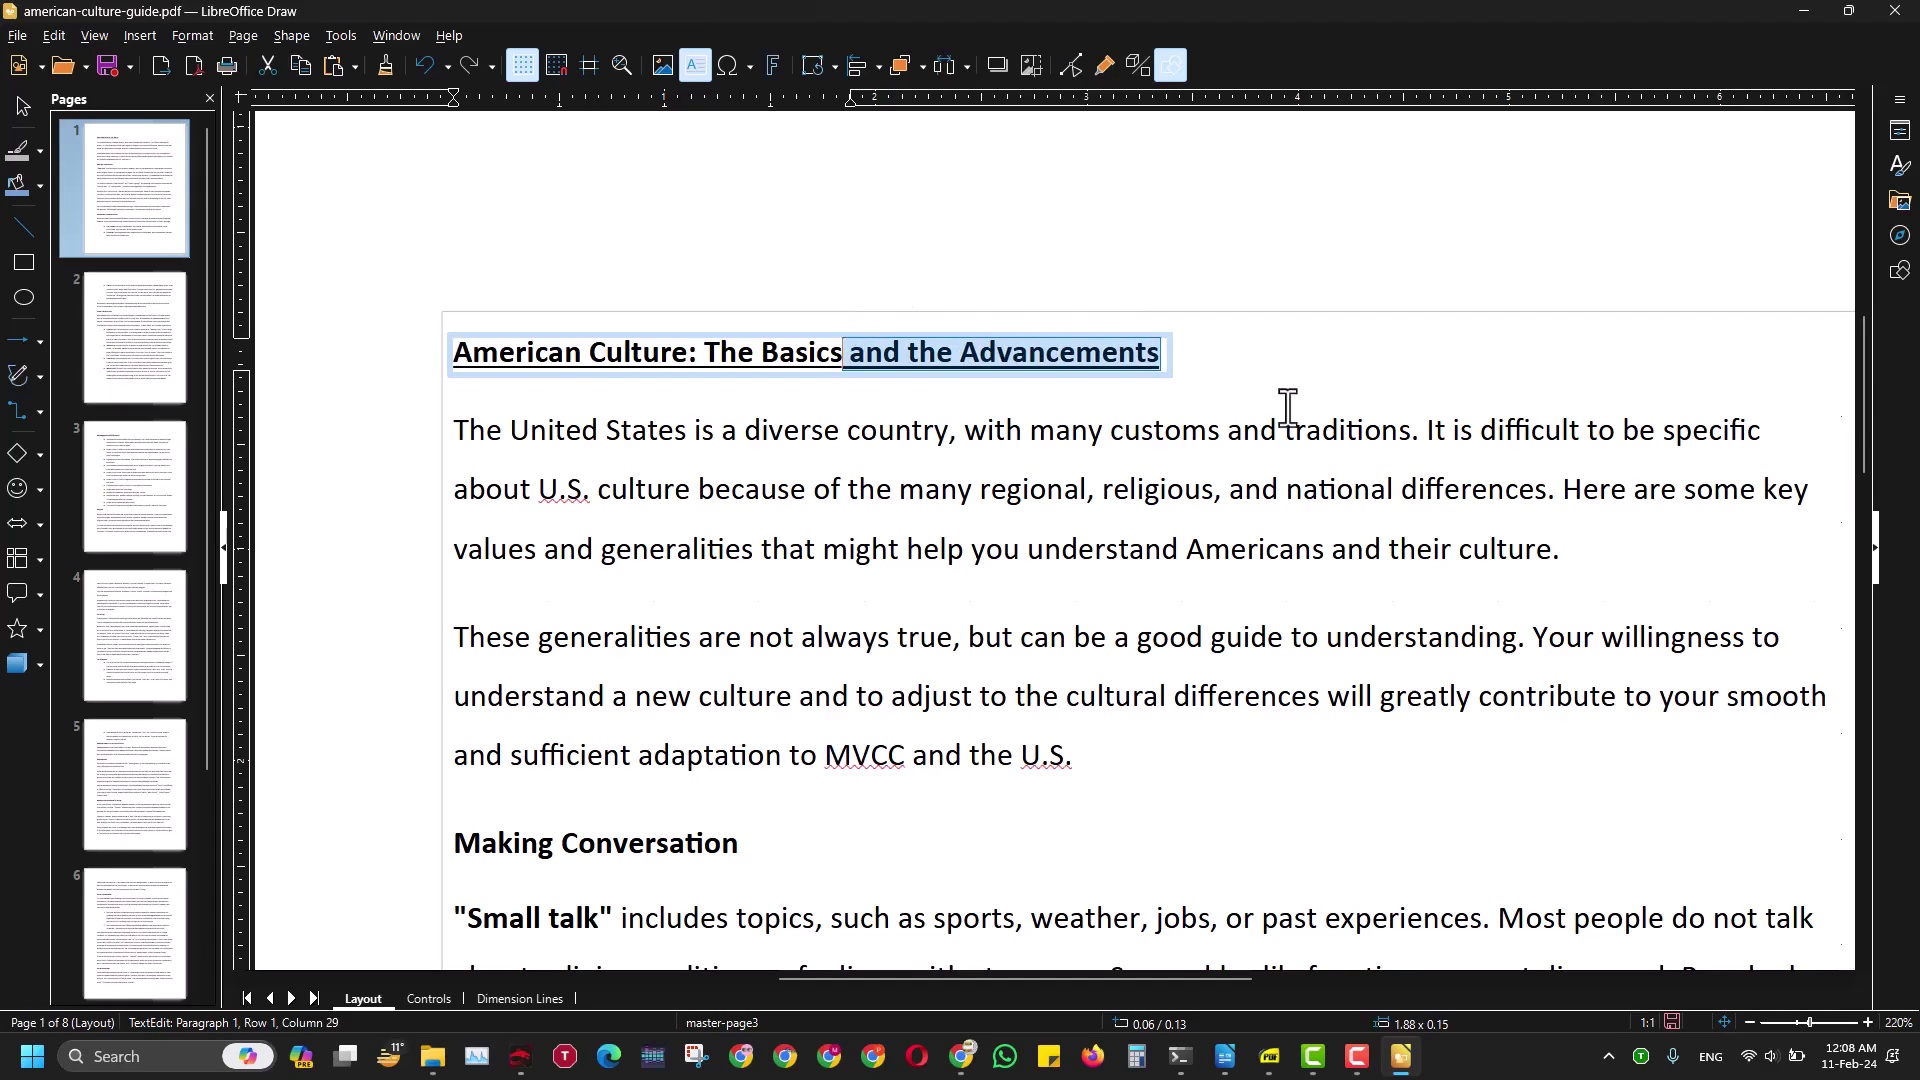 american-culture-guide.pdf — LibreOffice Draw
File Edit View Insert Format Page Shape Tools Window Help
Pages
1
2
3
4
5
6
2 3 4 5 6
American Culture: The Basics and the Advancements
The United States is a diverse country, with many customs and traditions. It is difficult to be specific
about U.S. culture because of the many regional, religious, and national differences. Here are some key
values and generalities that might help you understand Americans and their culture.
These generalities are not always true, but can be a good guide to understanding. Your willingness to
understand a new culture and to adjust to the cultural differences will greatly contribute to your smooth
and sufficient adaptation to MVCC and the U.S.
Making Conversation
"Small talk" includes topics, such as sports, weather, jobs, or past experiences. Most people do not talk
Layout Controls Dimension Lines
Page 1 of 8 (Layout) TextEdit: Paragraph 1, Row 1, Column 29 master-page3 0.06 / 0.13 1.88 x 0.15 1:1 220%
Search PRE 11° ENG 12:08 AM
11-Feb-24